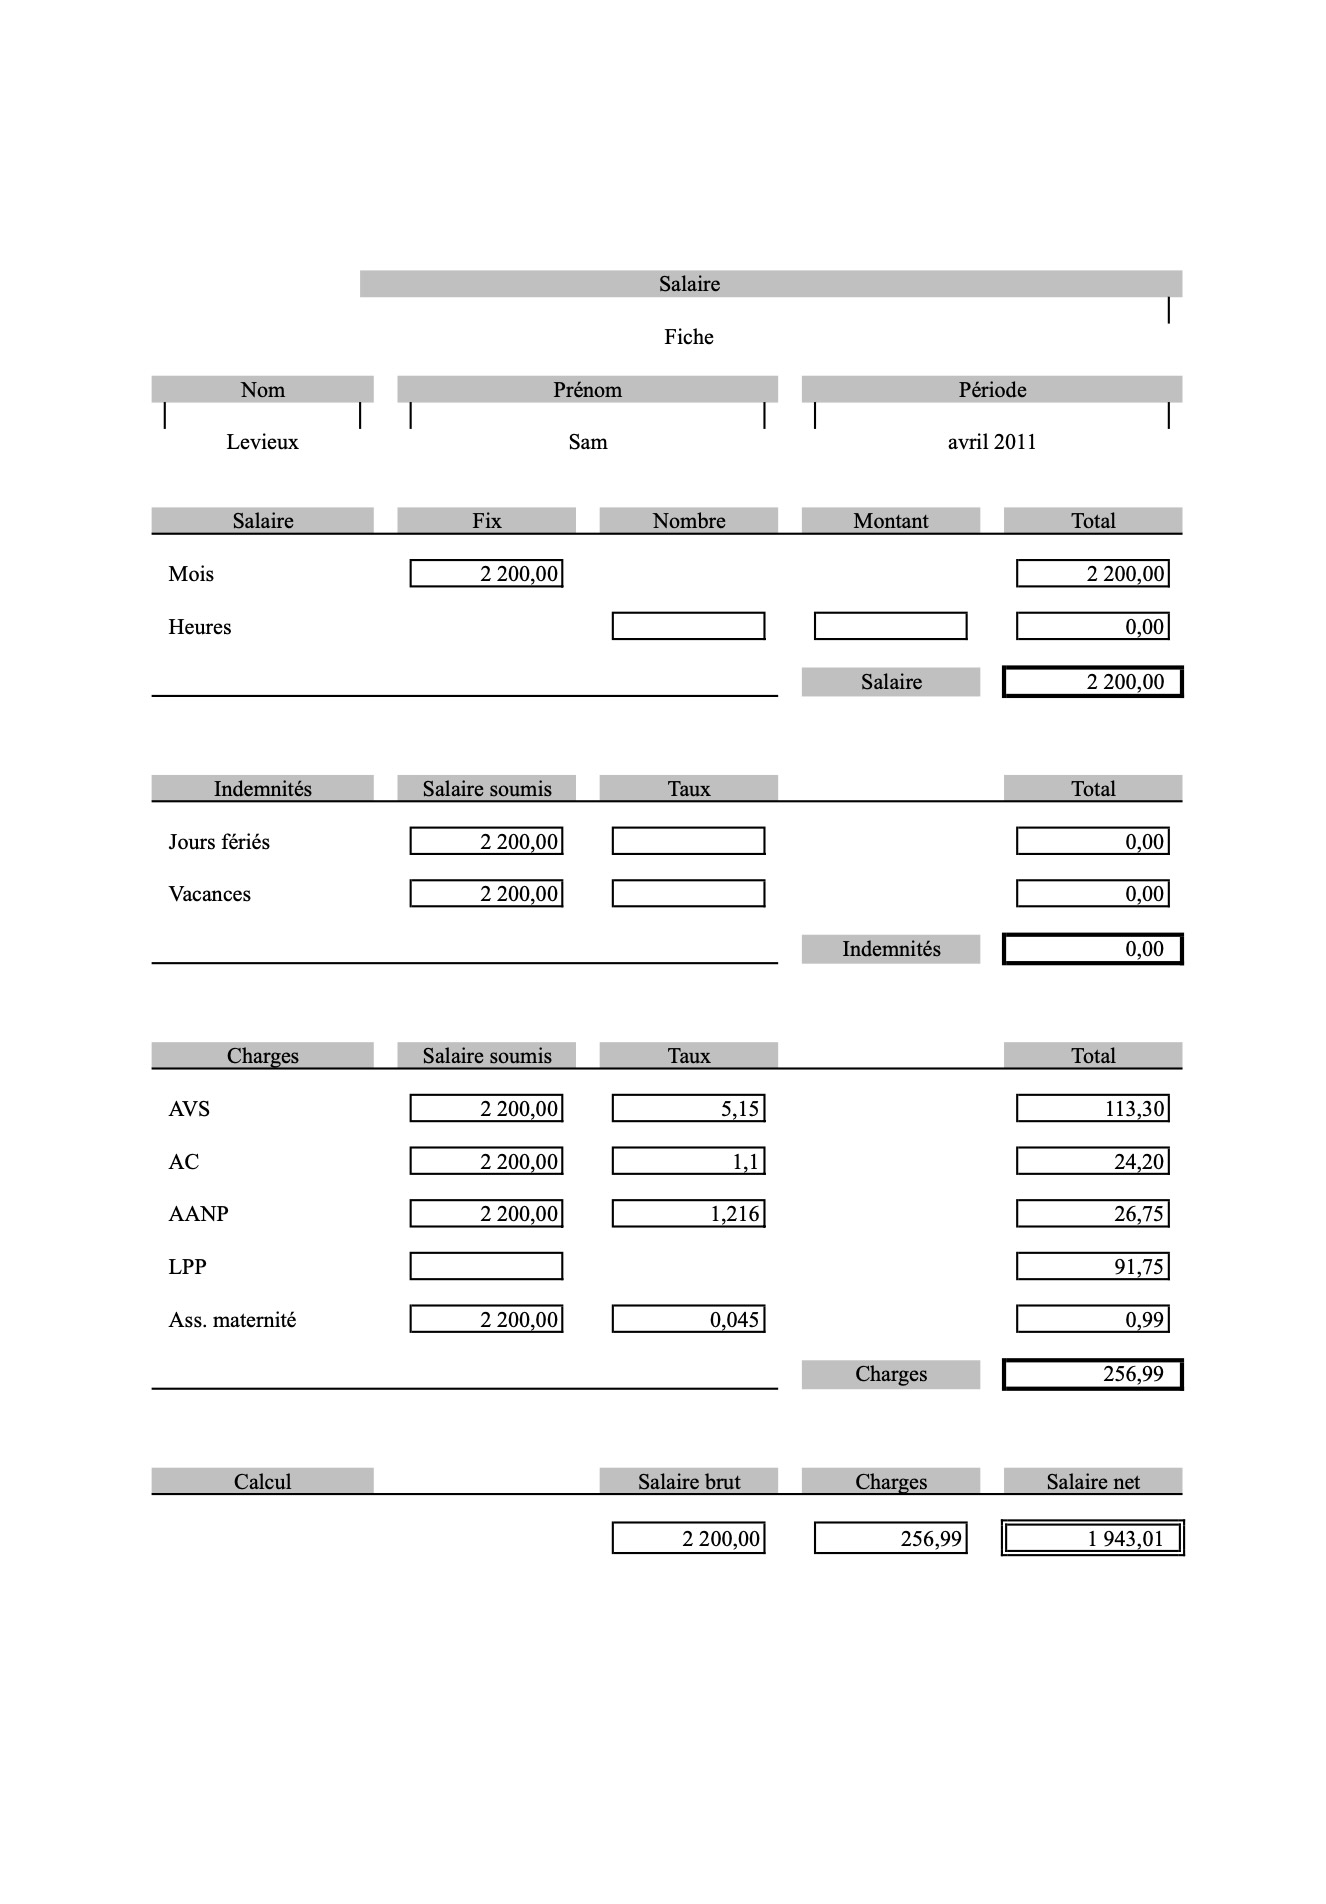 Salaire
Fiche
Nom Prénom Période
Levieux Sam avril 2011
Salaire Fix Nombre Montant Total
Mois 2 200,00 2 200,00
Heures 0,00
Salaire 2 200,00
Indemnités Salaire soumis Taux Total
Jours fériés 2 200,00 0,00
Vacances 2 200,00 0,00
Indemnités 0,00
Charges Salaire soumis Taux Total
AVS 2 200,00 5,15 113,30
AC 2 200,00 1,1 24,20
AANP 2 200,00 1,216 26,75
LPP 91,75
Ass. maternité 2 200,00 0,045 0,99
Charges 256,99
Calcul Salaire brut Charges Salaire net
2 200,00 256,99 1 943,01